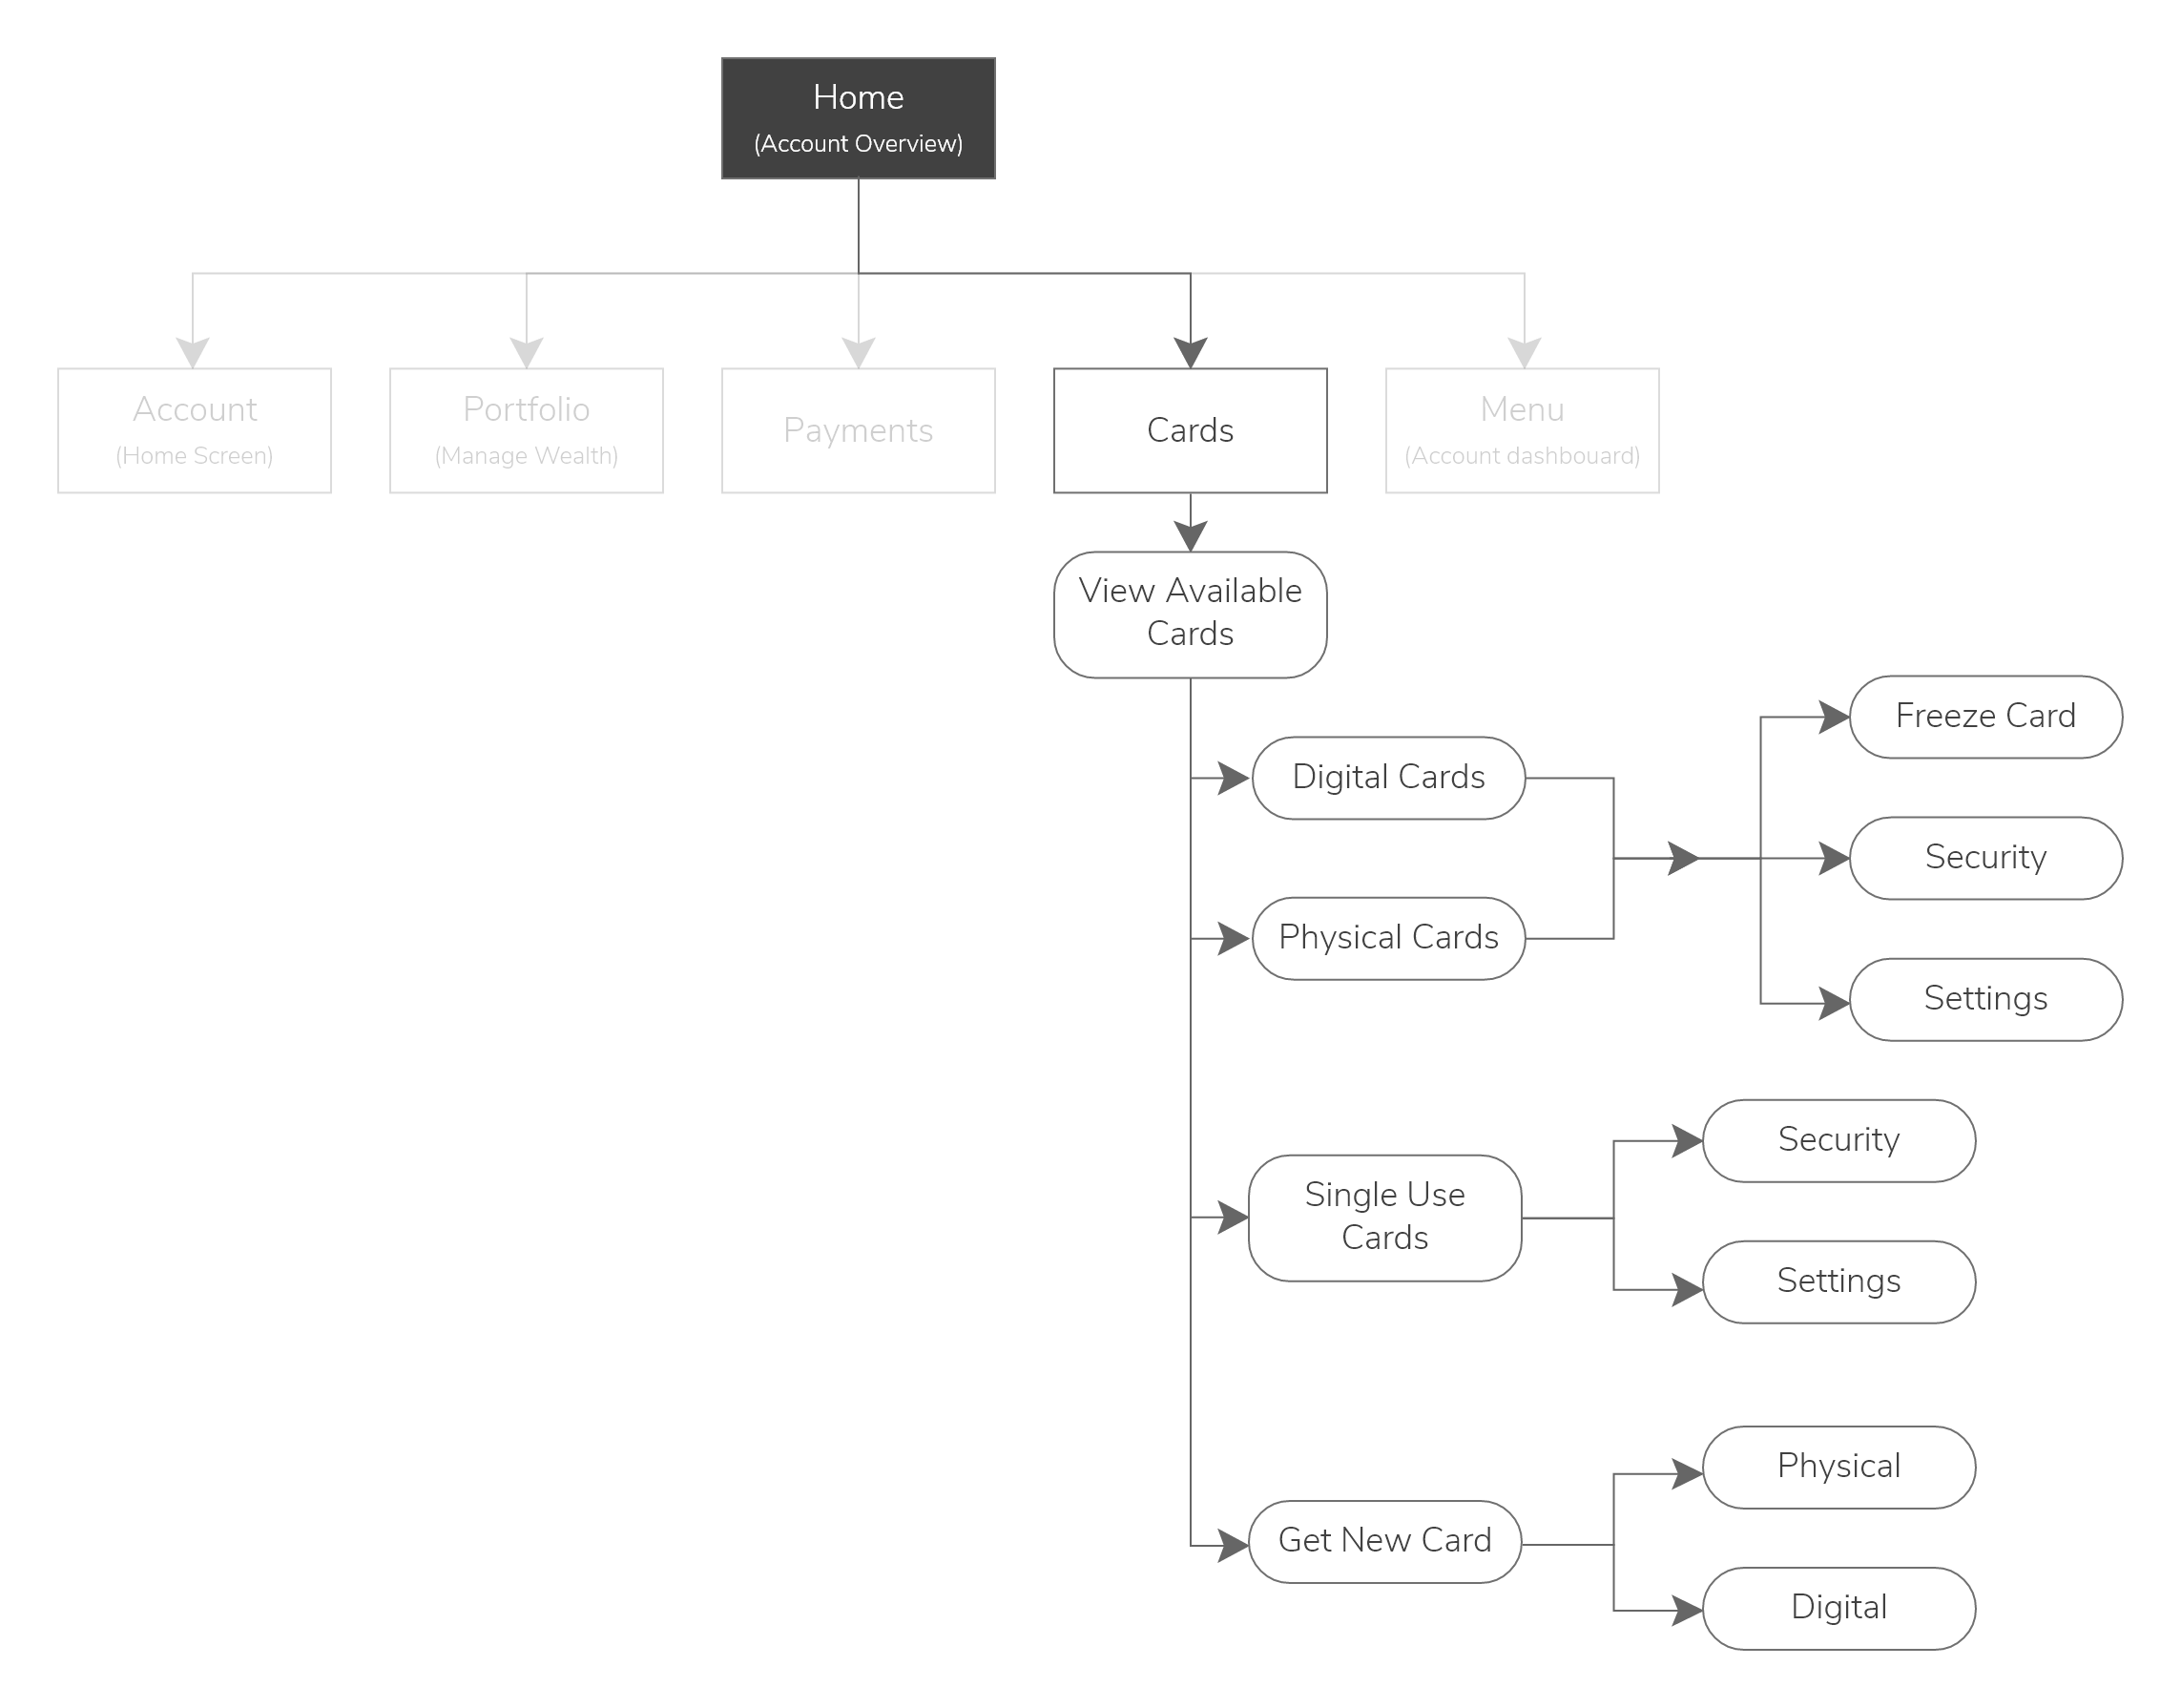 Home
(Account Overview)
Account
(Home Screen)
Portfolio
(Manage Wealth)
Payments
Cards
Menu
(Account dashbouard)
View Available
Cards
Digital Cards
Physical Cards
Freeze Card
Security
Settings
Single Use
Cards
Security
Settings
Get New Card
Physical
Digital